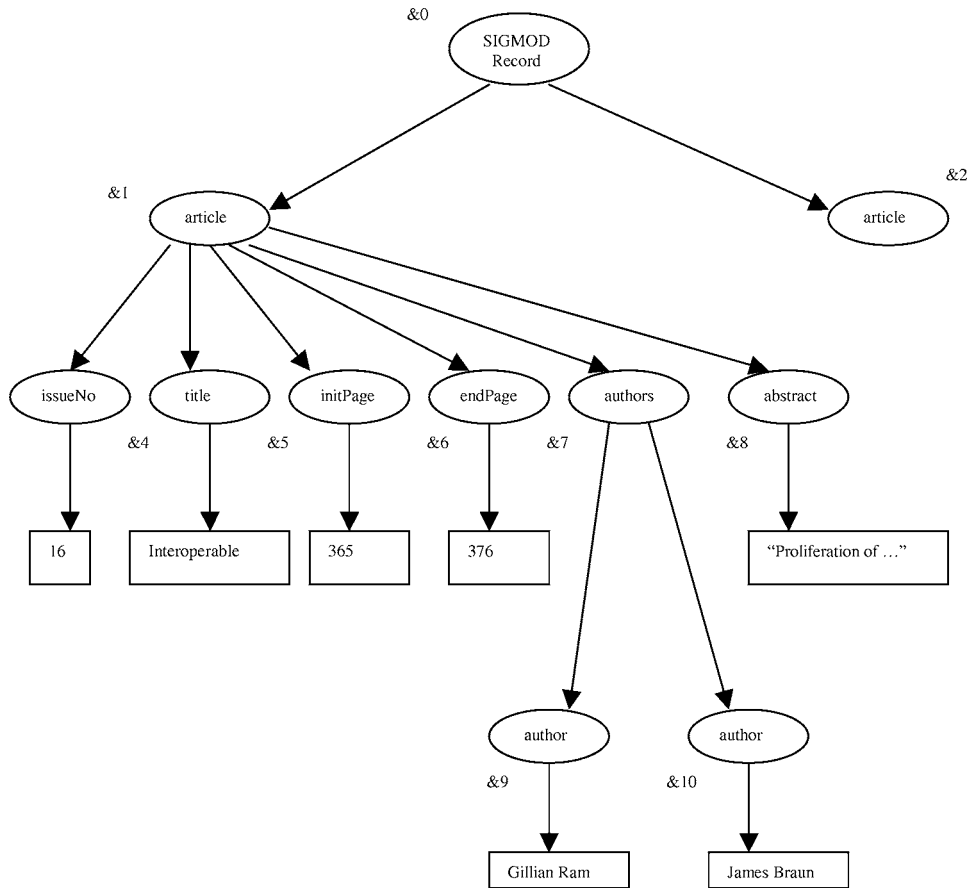 &0
SIGMOD
Record
&1
article
&2
article
issueNo
title
initPage
endPage
authors
abstract
&4
&5
&6
&7
&8
16
Interoperable
365
376
“Proliferation of …”
author
author
&9
&10
Gillian Ram
James Braun